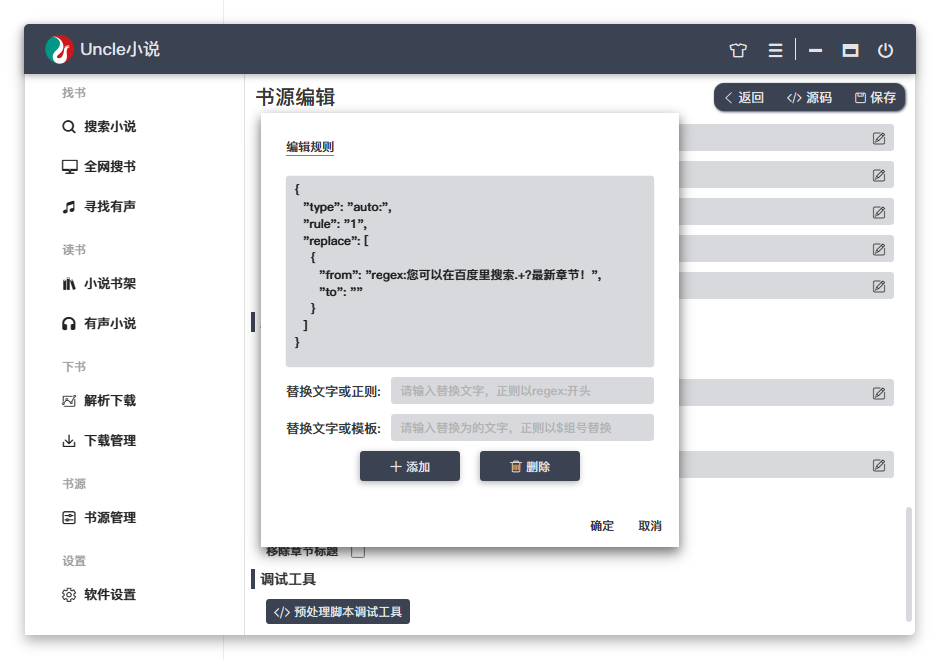 Uncle小说
找书
搜索小说
全网搜书
寻找有声
读书
小说书架
有声小说
下书
解析下载
下载管理
书源
书源管理
设置
软件设置
书源编辑
返回
</> 源码
保存
编辑规则
{
"type": "auto:",
"rule": "1",
"replace": [
{
"from": "regex:您可以在百度里搜索.+?最新章节！",
"to": ""
}
]
}
替换文字或正则:
请输入替换文字，正则以regex:开头
替换文字或模板:
请输入替换为的文字，正则以$组号替换
添加
删除
确定
取消
移除章节标题
调试工具
</> 预处理脚本调试工具